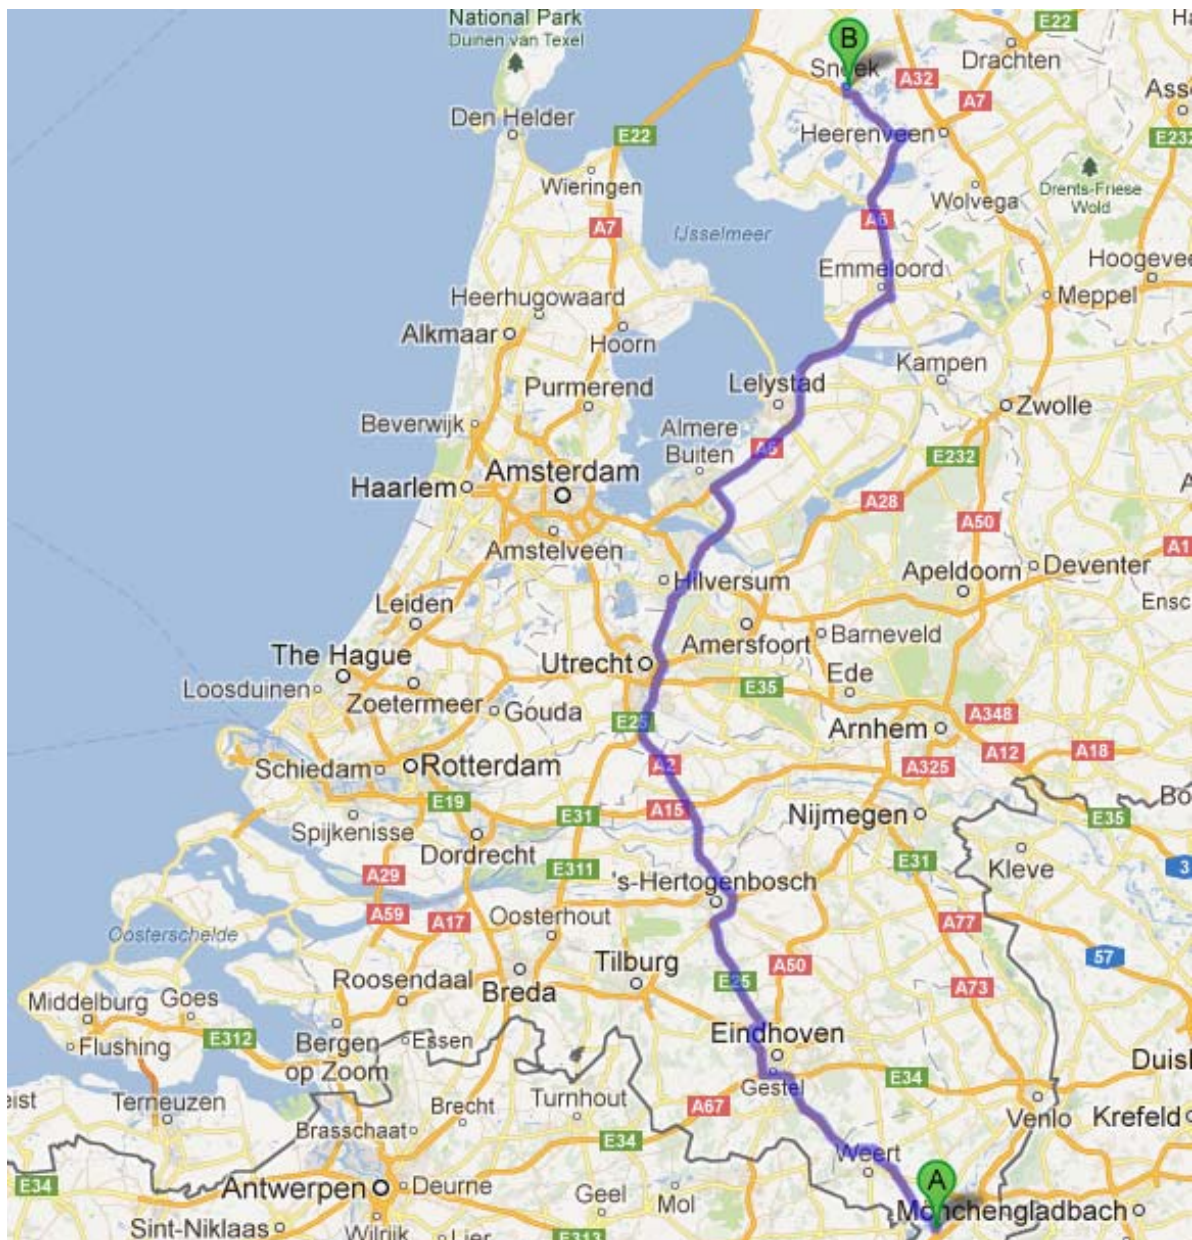 National Park
Duinen van Texel
E22
Drachten
B
Sneek
A32
A7
E232
Den Helder
E22
Heerenveen
Wieringen
Wolvega
Drents-Friese
Wold
A7
IJsselmeer
A6
Emmeloord
Heerhugowaard
Meppel
Alkmaar
Hoorn
Kampen
Purmerend
Lelystad
Zwolle
Beverwijk
Almere
Buiten
A6
E232
Amsterdam
Haarlem
A28
A50
Amstelveen
Hilversum
Apeldoorn
Deventer
Leiden
Amersfoort
Barneveld
The Hague
Utrecht
Ede
Loosduinen
Zoetermeer
Gouda
E35
A348
E25
Arnhem
A12
A18
Schiedam
Rotterdam
A2
A325
E19
A15
Nijmegen
Spijkenisse
E31
E35
Dordrecht
Kleve
E311
E31
A29
's-Hertogenbosch
A59
A17
Oosterhout
A77
Oosterschelde
57
Tilburg
A50
Roosendaal
Breda
E25
A73
Middelburg
Goes
E312
Bergen
op Zoom
Essen
Eindhoven
Flushing
Gestel
E34
Terneuzen
Brecht
Turnhout
A67
Venlo
Krefeld
Brasschaat
E34
Weert
E34
Antwerpen
Deurne
Geel
Mol
A
Mönchengladbach
Sint-Niklaas
Wilrijk
Lier
E313